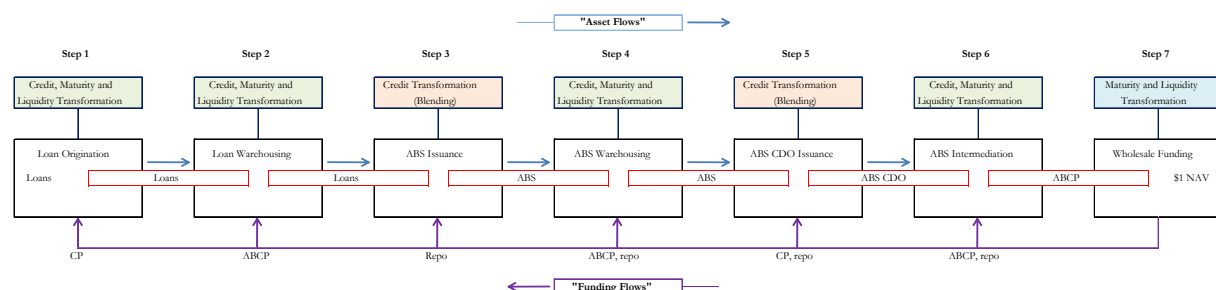 "Asset Flows"
Step 1 Step 2 Step 3 Step 4 Step 5 Step 6 Step 7
Credit, Maturity and Credit, Maturity and Credit Transformation Credit, Maturity and Credit Transformation Credit, Maturity and Maturity and Liquidity
Liquidity Transformation Liquidity Transformation (Blending) Liquidity Transformation (Blending) Liquidity Transformation Transformation
Loan Origination Loan Warehousing ABS Issuance ABS Warehousing ABS CDO Issuance ABS Intermediation Wholesale Funding
Loans Loans Loans ABS ABS ABS CDO ABCP $1 NAV
CP ABCP Repo ABCP, repo CP, repo ABCP, repo
"Funding Flows"